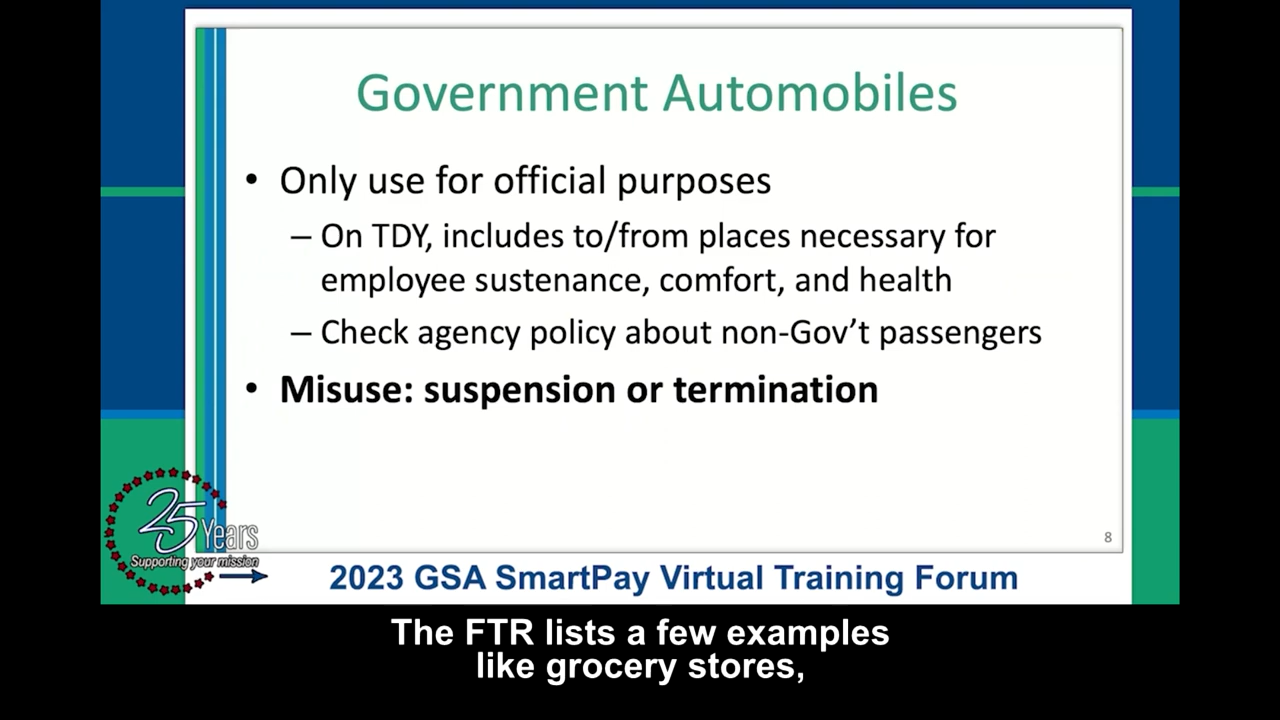 Government Automobiles
• Only use for official purposes
– On TDY, includes to/from places necessary for
employee sustenance, comfort, and health
– Check agency policy about non-Gov’t passengers
• Misuse: suspension or termination
25
Years
Supporting your mission
8
2023 GSA SmartPay Virtual Training Forum
The FTR lists a few examples
like grocery stores,